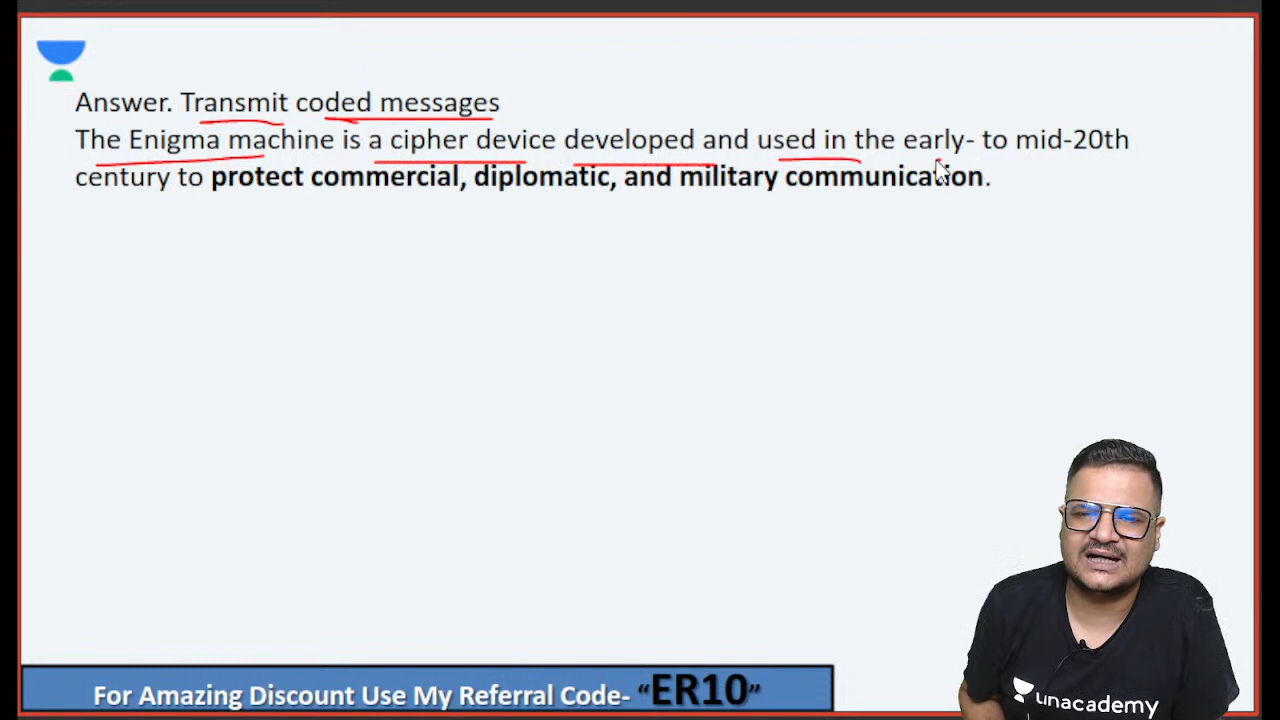 Answer. Transmit coded messages
The Enigma machine is a cipher device developed and used in the early- to mid-20th
century to protect commercial, diplomatic, and military communication.
unacademy
For Amazing Discount Use My Referral Code- “ER10”